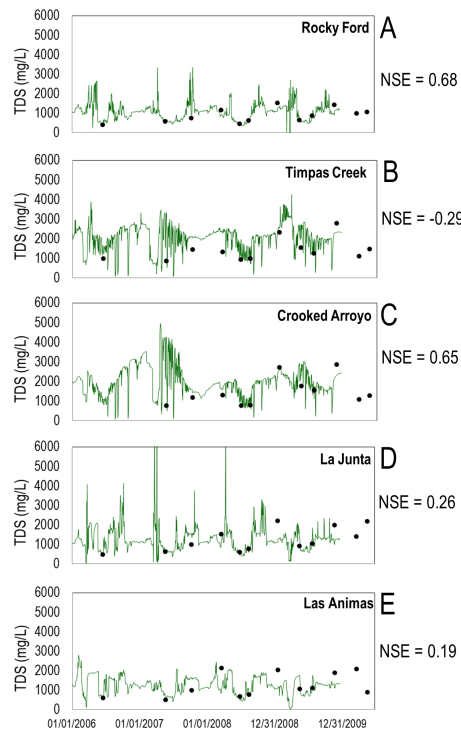 6000
5000
4000
3000
2000
1000
0
TDS (mg/L)
Rocky Ford
A
NSE = 0.68
6000
5000
4000
3000
2000
1000
0
TDS (mg/L)
Timpas Creek
B
NSE = -0.29
6000
5000
4000
3000
2000
1000
0
TDS (mg/L)
Crooked Arroyo
C
NSE = 0.65
6000
5000
4000
3000
2000
1000
0
TDS (mg/L)
La Junta
D
NSE = 0.26
6000
5000
4000
3000
2000
1000
0
TDS (mg/L)
Las Animas
E
NSE = 0.19
01/01/2006 01/01/2007 01/01/2008 12/31/2008 12/31/2009